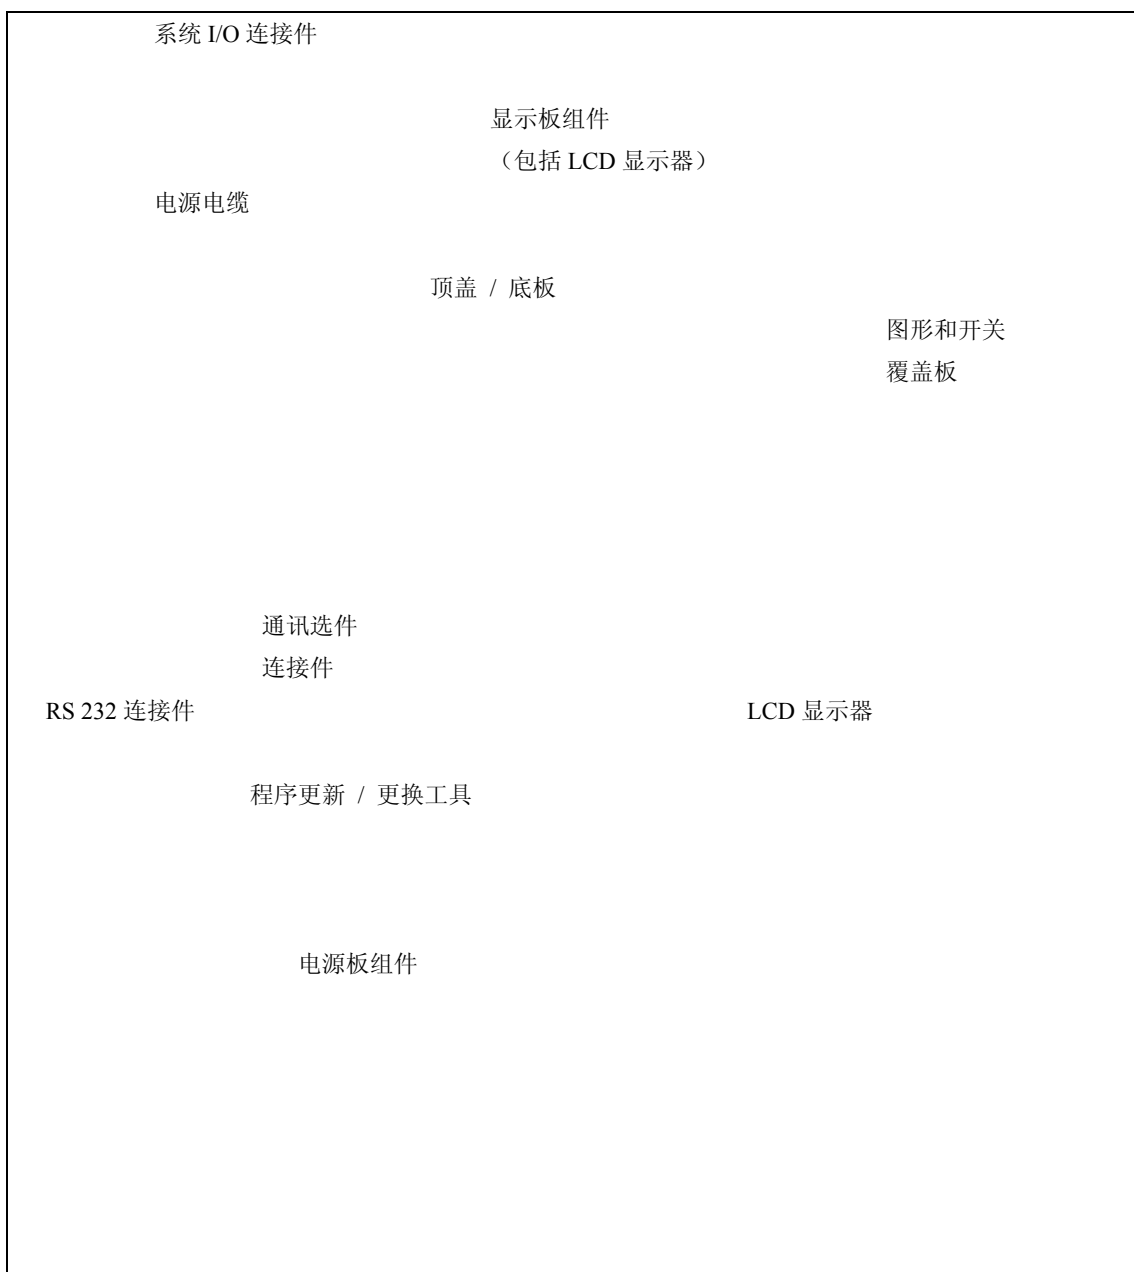 系统 I/O 连接件
显示板组件
（包括 LCD 显示器）
电源电缆
顶盖 / 底板
图形和开关
覆盖板
通讯选件
连接件
RS 232 连接件
LCD 显示器
程序更新 / 更换工具
电源板组件